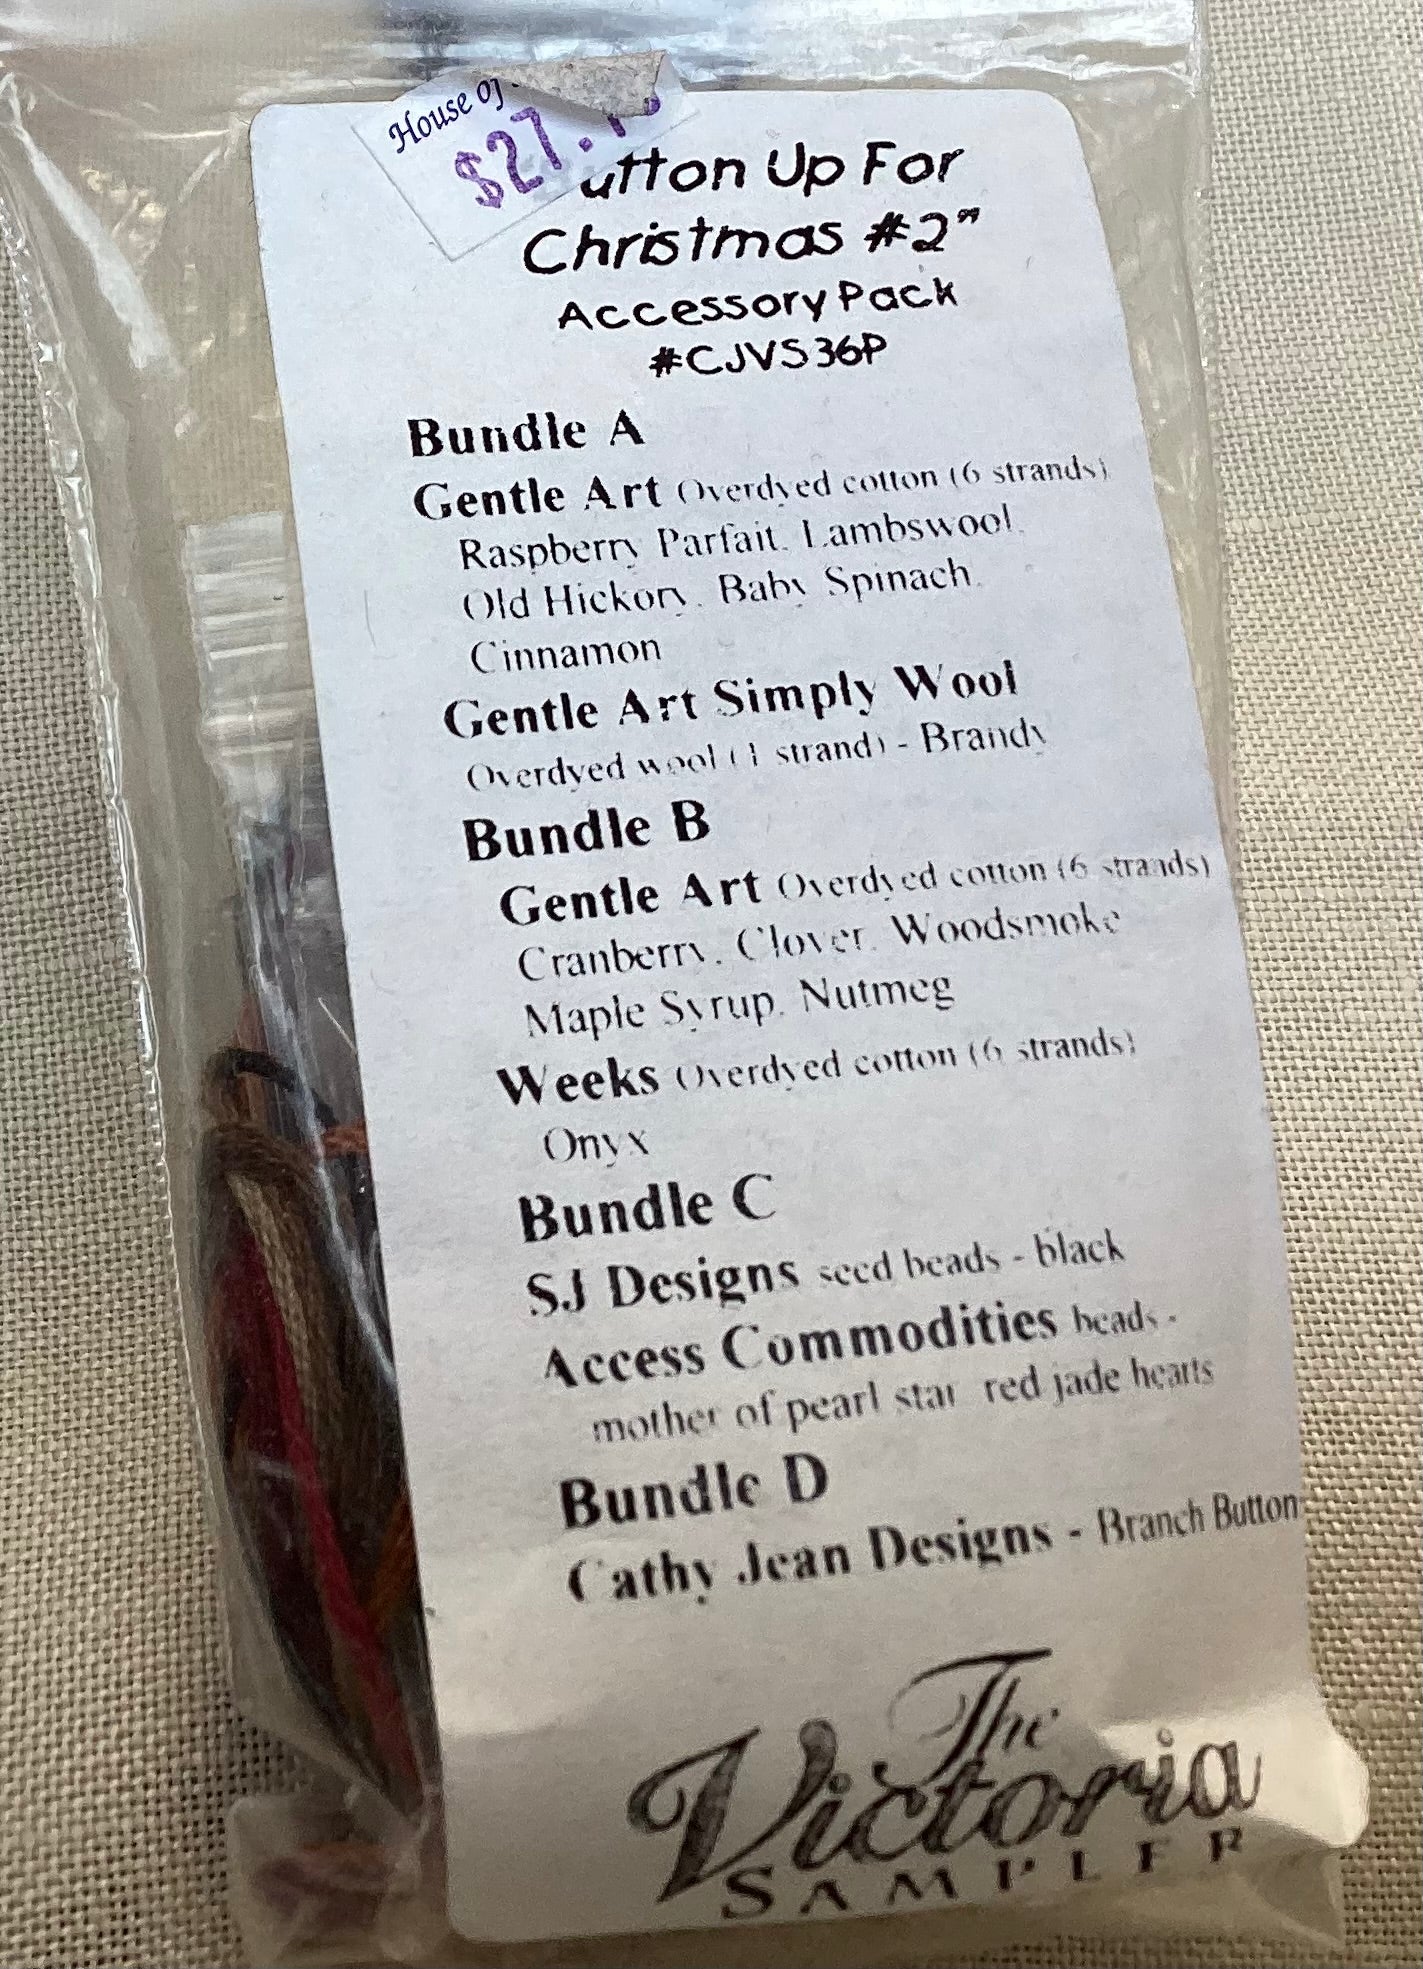 House of
$27.
utton Up For
Christmas #2"
Accessory Pack
#CJVS36P
Bundle A
Gentle Art Overdyed cotton (6 strands)
Raspberry Parfait, Lambswool,
Old Hickory, Baby Spinach,
Cinnamon
Gentle Art Simply Wool
Overdyed wool (1 strand) - Brandy
Bundle B
Gentle Art Overdyed cotton (6 strands)
Cranberry, Clover, Woodsmoke
Maple Syrup, Nutmeg
Weeks Overdyed cotton (6 strands)
Onyx
Bundle C
SJ Designs seed beads - black
Access Commodities beads -
mother of pearl star red jade hearts
Bundle D
Cathy Jean Designs - Branch Button
The
Victoria
SAMPLER